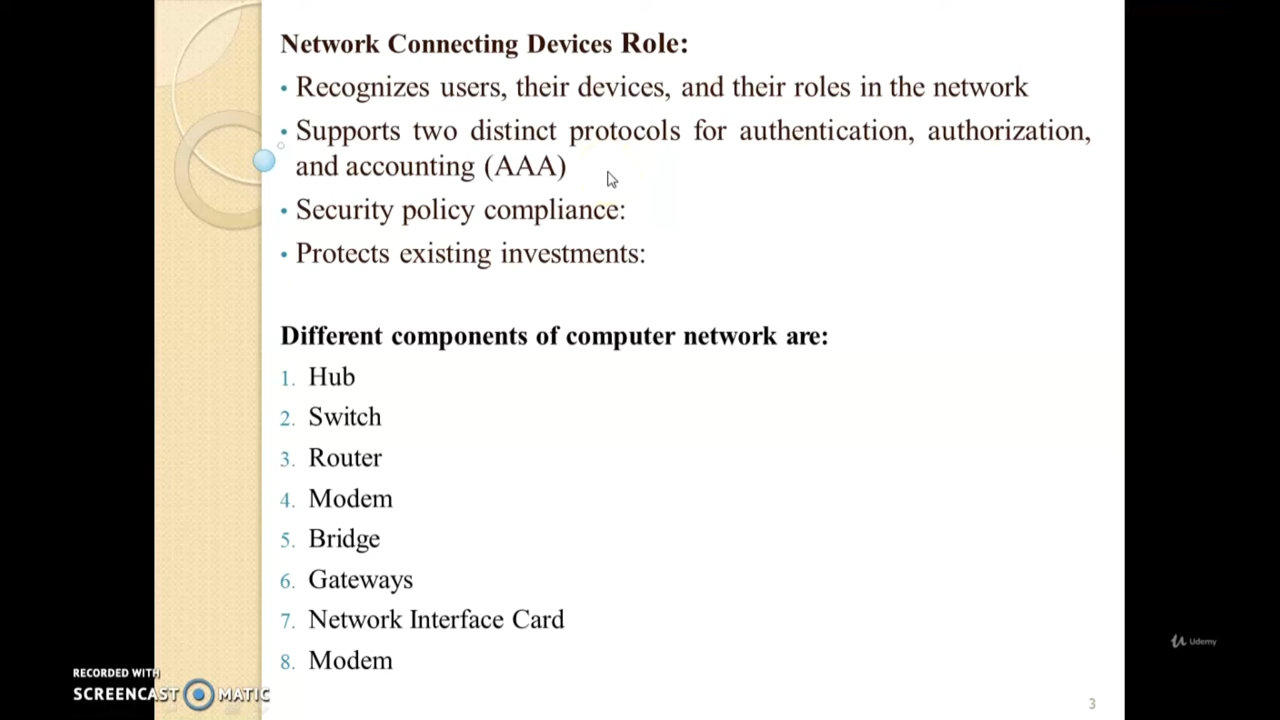 Network Connecting Devices Role:
• Recognizes users, their devices, and their roles in the network
• Supports two distinct protocols for authentication, authorization,
and accounting (AAA)
• Security policy compliance:
• Protects existing investments:
Different components of computer network are:
1. Hub
2. Switch
3. Router
4. Modem
5. Bridge
6. Gateways
7. Network Interface Card
8. Modem
Udemy
RECORDED WITH
SCREENCAST MATIC
3